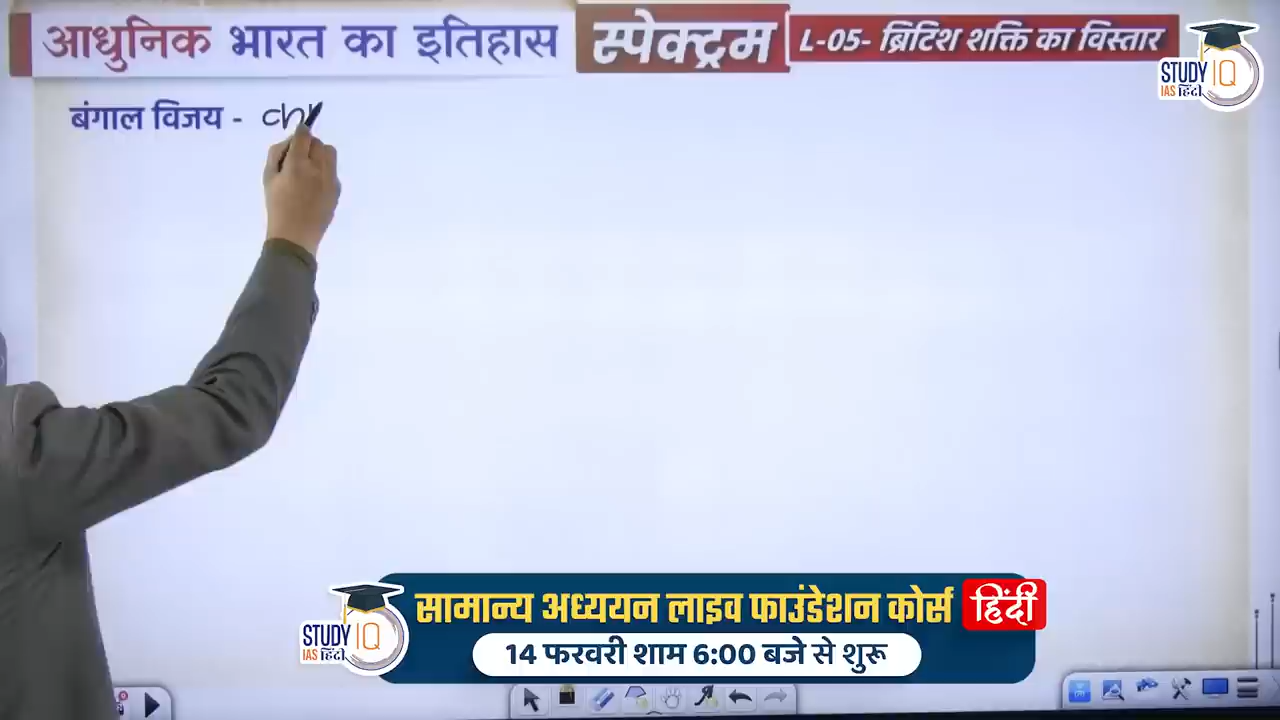 आधुनिक भारत का इतिहास स्पेक्ट्रम L-05- ब्रिटिश शक्ति का विस्तार
STUDY IQ
IAS हिंदी
बंगाल विजय -
सामान्य अध्ययन लाइव फाउंडेशन कोर्स हिंदी
STUDY IQ
IAS हिंदी
14 फरवरी शाम 6:00 बजे से शुरू